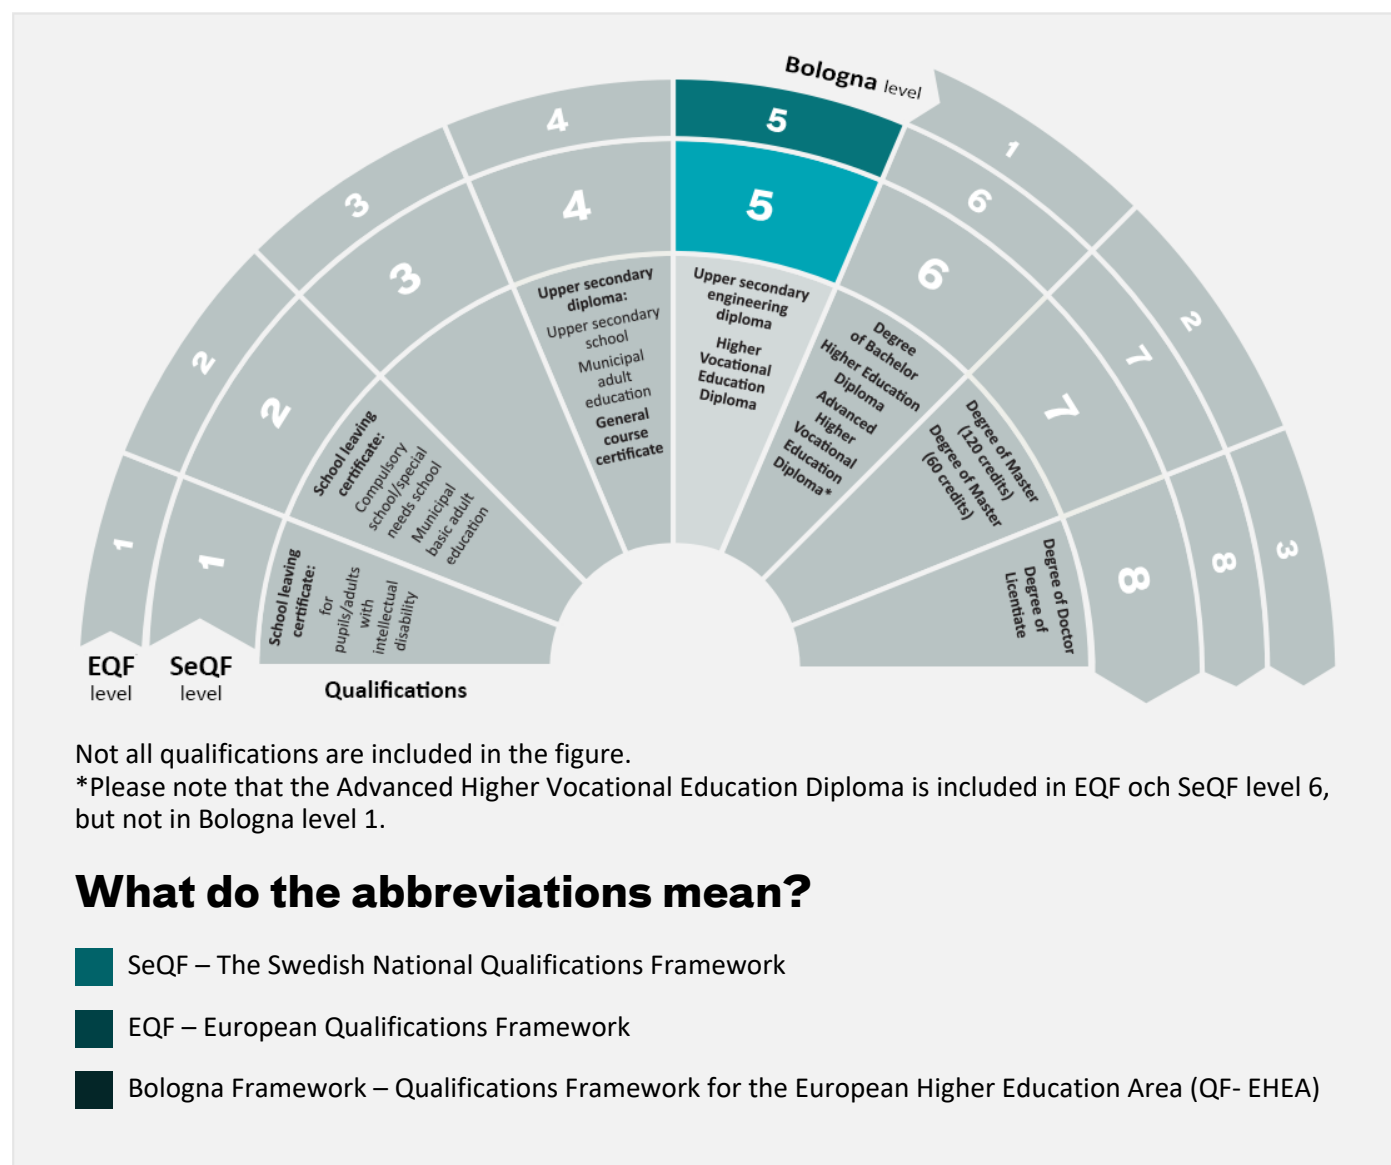 Bologna level
1
2
3
4
5
1
6
2
7
3
8
1
2
3
4
5
6
7
8
School leaving
certificate:
for
pupils/adults
with
intellectual
disability
School leaving
certificate:
Compulsory
school/special
needs school
Municipal
basic adult
education
Upper secondary
diploma:
Upper secondary
school
Municipal
adult
education
General
course
certificate
Upper secondary
engineering
diploma
Higher
Vocational
Education
Diploma
Degree
of Bachelor
Higher Education
Diploma
Advanced
Higher
Vocational
Education
Diploma*
Degree of Master
(120 credits)
Degree of Master
(60 credits)
Degree of Doctor
Degree of
Licentiate
EQF
level
SeQF
level
Qualifications
Not all qualifications are included in the figure.
*Please note that the Advanced Higher Vocational Education Diploma is included in EQF och SeQF level 6,
but not in Bologna level 1.
What do the abbreviations mean?
SeQF – The Swedish National Qualifications Framework
EQF – European Qualifications Framework
Bologna Framework – Qualifications Framework for the European Higher Education Area (QF- EHEA)